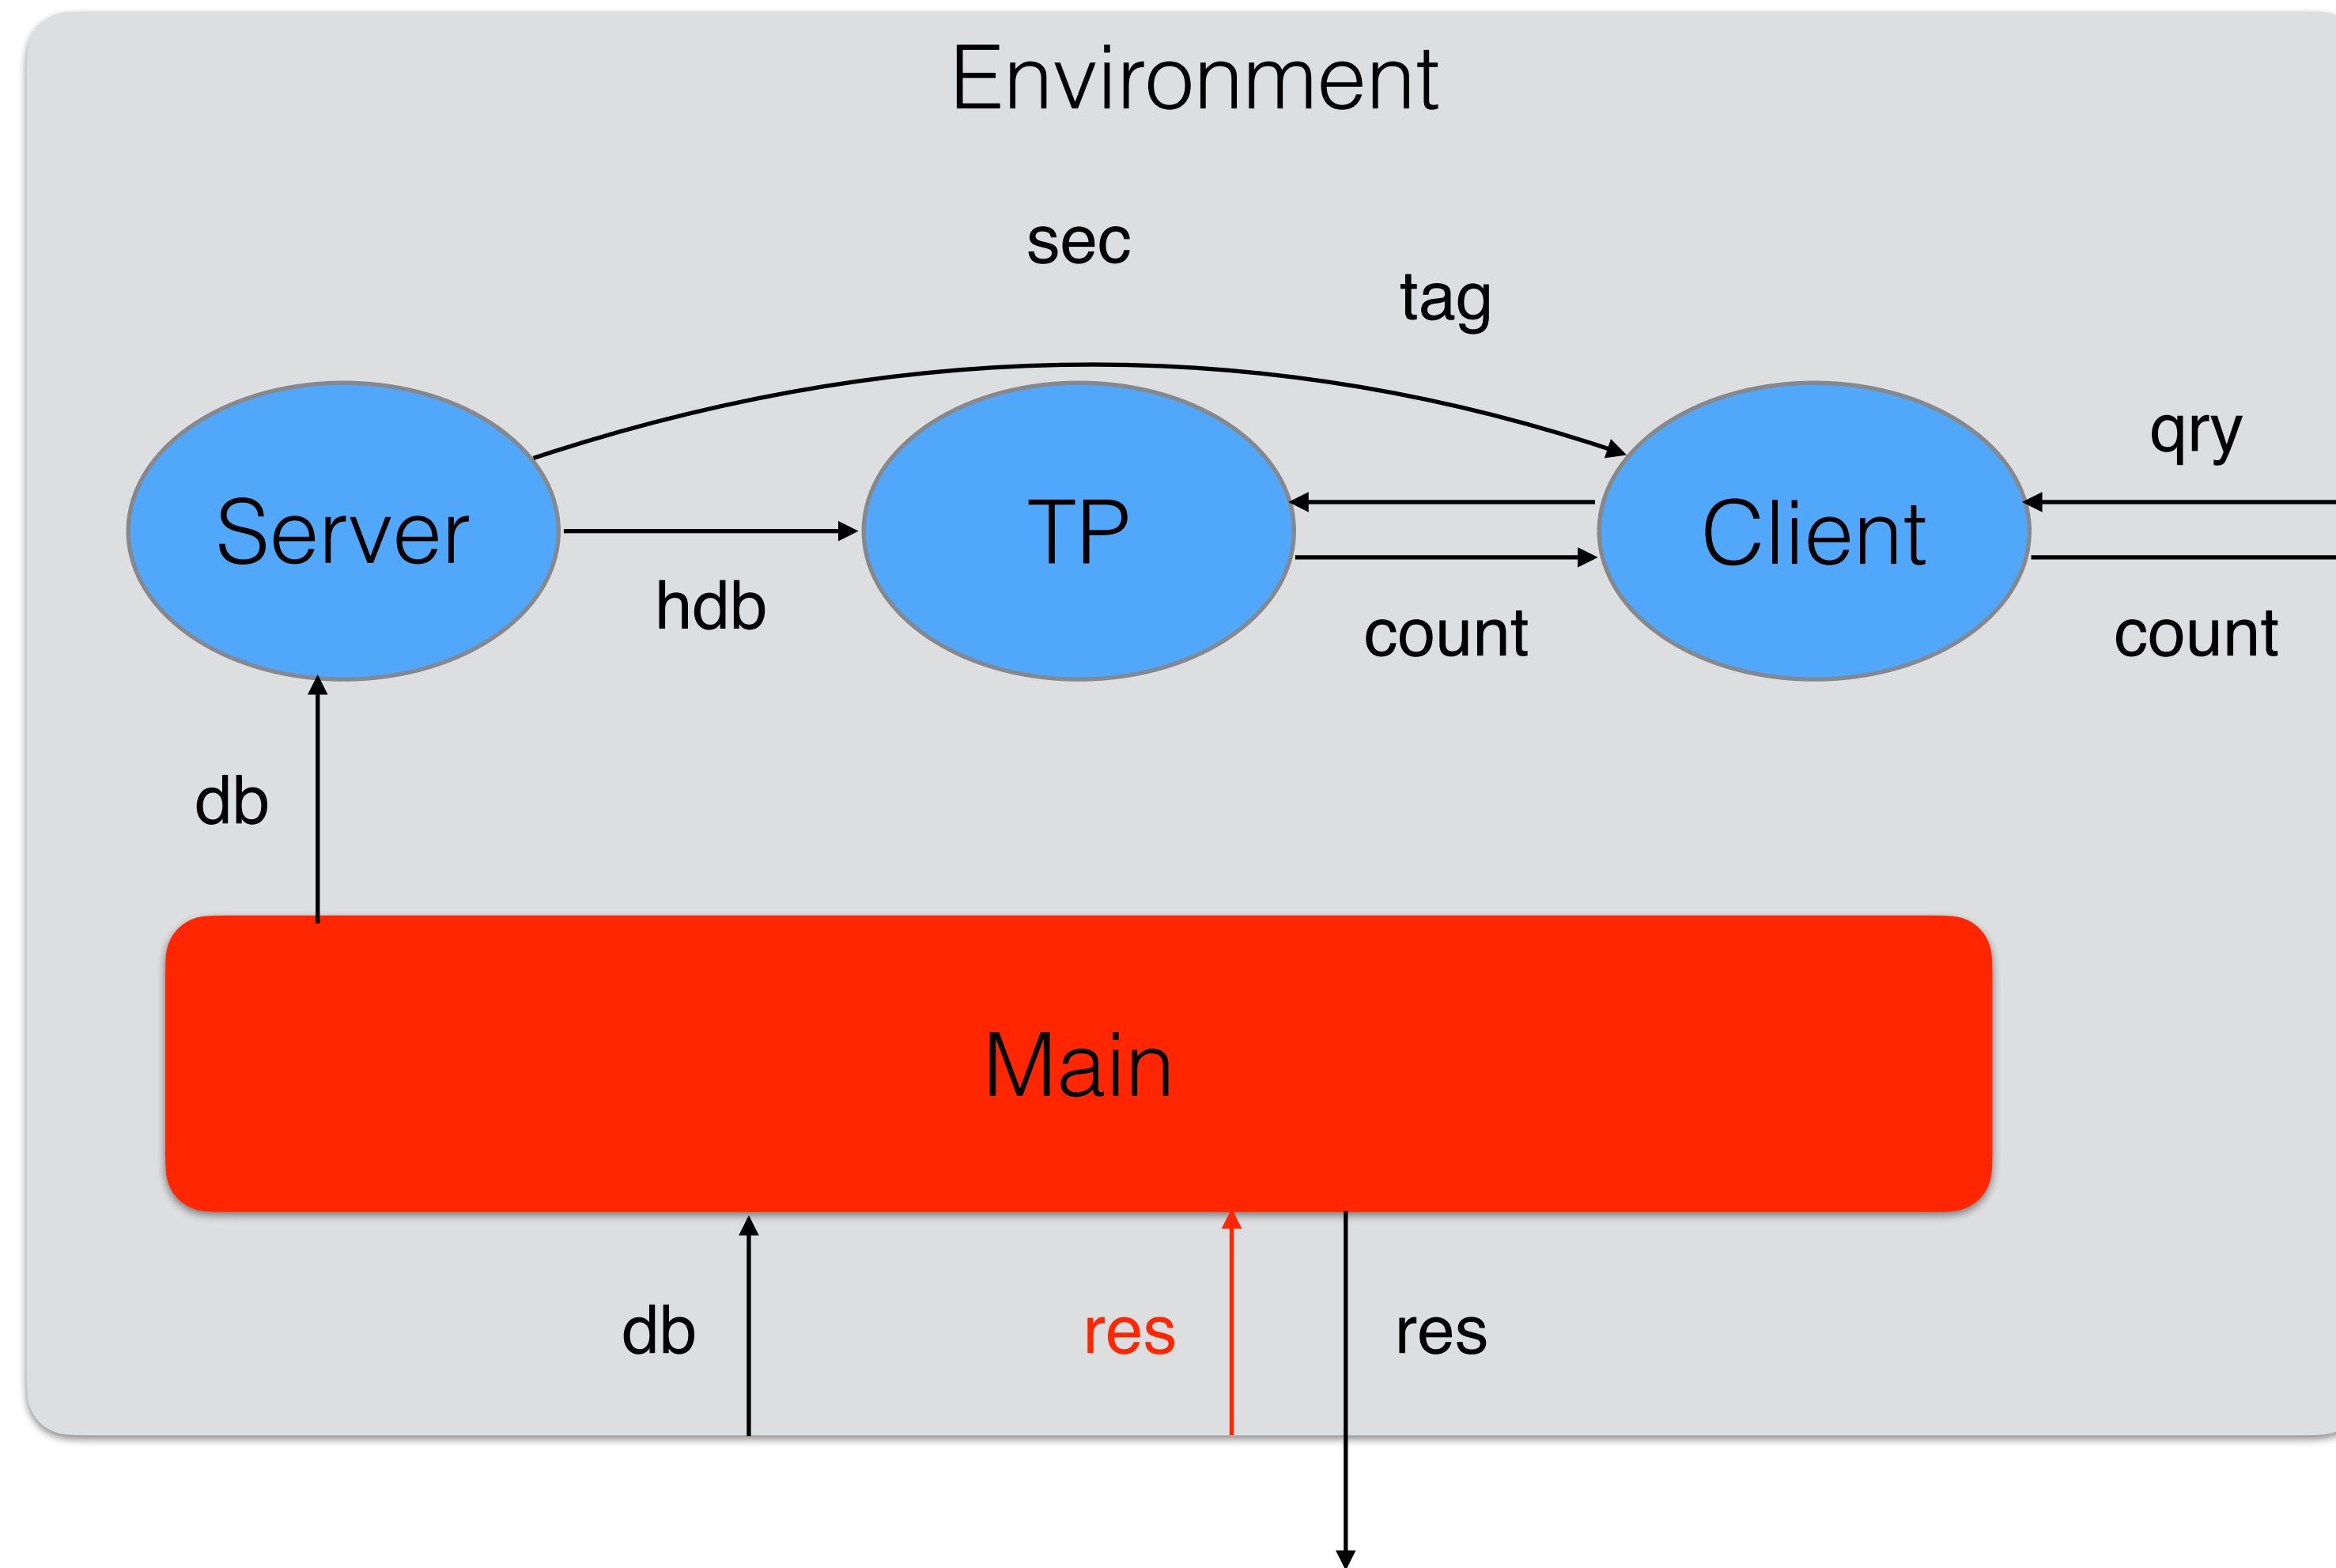 Environment
sec
tag
qry
Server
TP
Client
hdb
count
count
db
Main
db
res
res